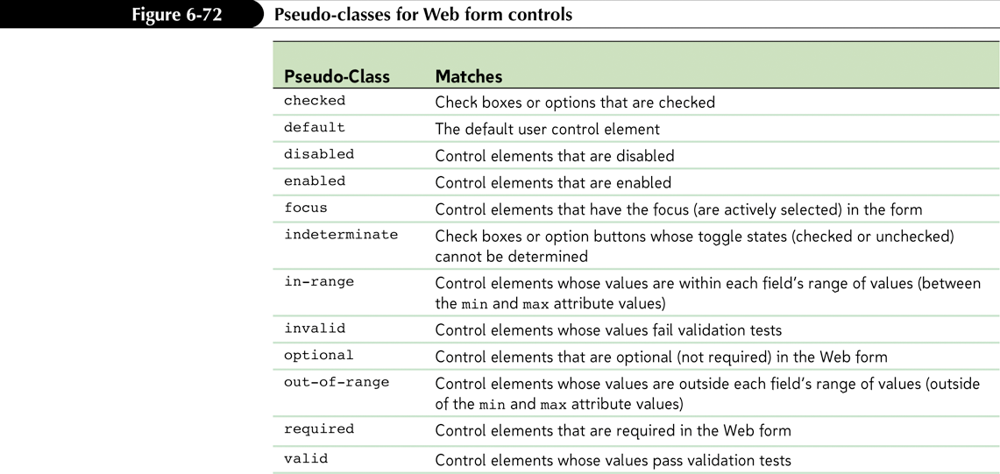 Figure 6-72 Pseudo-classes for Web form controls
Pseudo-Class Matches
checked Check boxes or options that are checked
default The default user control element
disabled Control elements that are disabled
enabled Control elements that are enabled
focus Control elements that have the focus (are actively selected) in the form
indeterminate Check boxes or option buttons whose toggle states (checked or unchecked)
cannot be determined
in-range Control elements whose values are within each field's range of values (between
the min and max attribute values)
invalid Control elements whose values fail validation tests
optional Control elements that are optional (not required) in the Web form
out-of-range Control elements whose values are outside each field's range of values (outside
of the min and max attribute values)
required Control elements that are required in the Web form
valid Control elements whose values pass validation tests